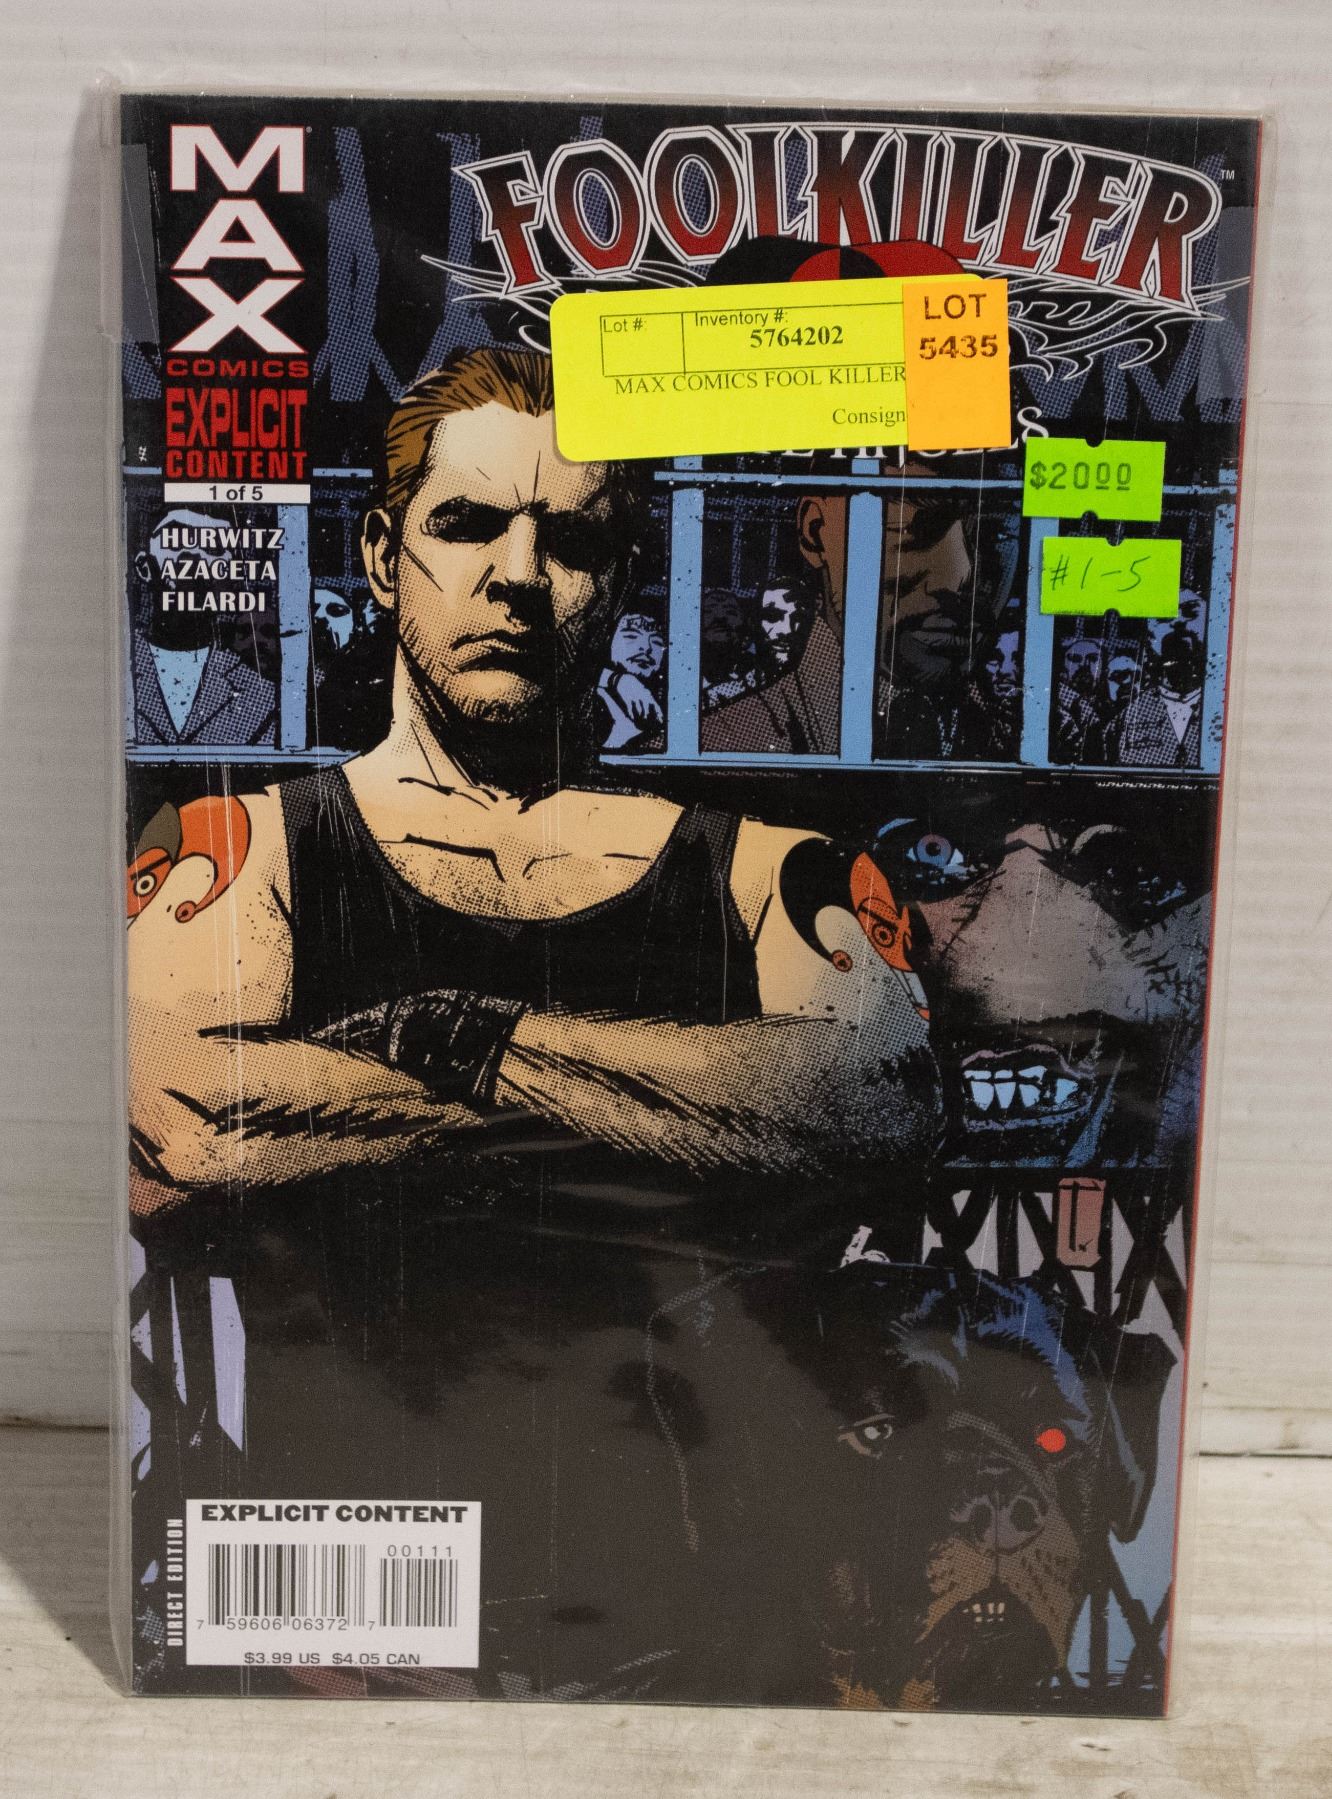 MAX
COMICS
EXPLICIT
CONTENT
1 of 5
HURWITZ
AZACETA
FILARDI
FOOLKILLER™
Lot #:
Inventory #:
5764202
MAX COMICS FOOL KILLER
Consign
LOT
5435
$20.00
#1-5
DIRECT EDITION
EXPLICIT CONTENT
00111
7 59606 06372 7
$3.99 US $4.05 CAN